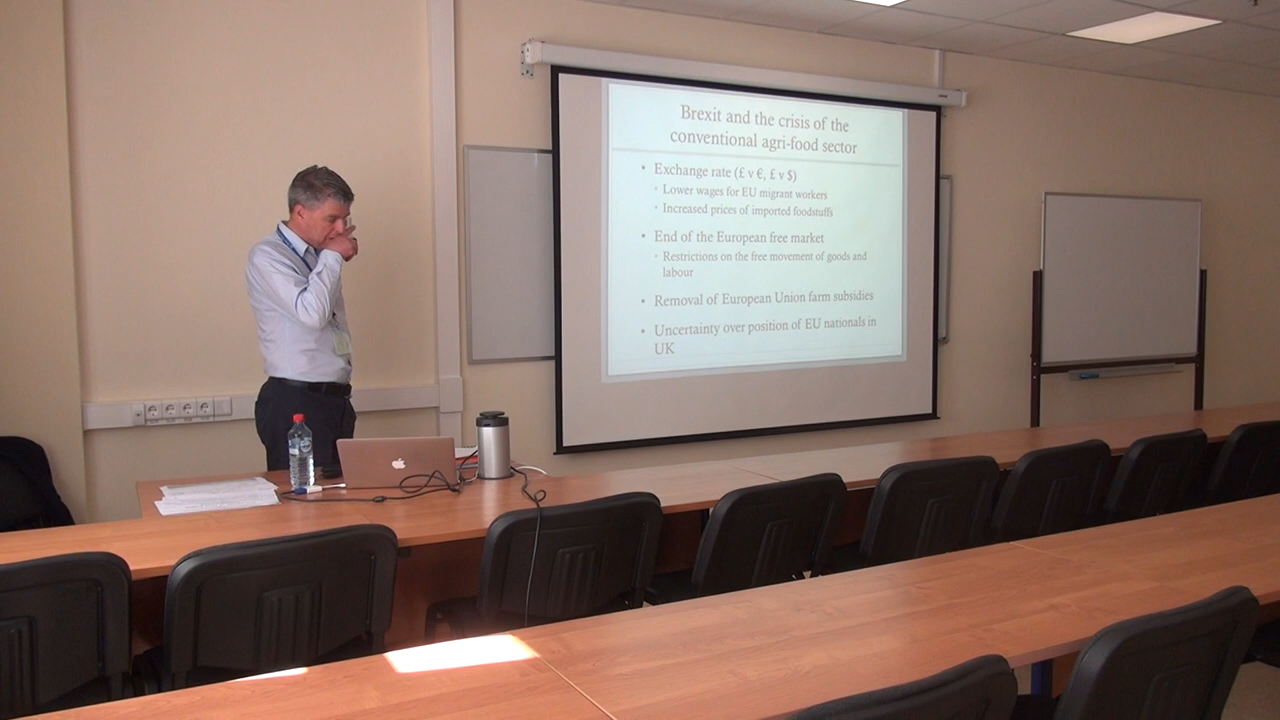 Brexit and the crisis of the
conventional agri-food sector
• Exchange rate (£ v €, £ v $)
• Lower wages for EU migrant workers
• Increased prices of imported foodstuffs
• End of the European free market
• Restrictions on the free movement of goods and
labour
• Removal of European Union farm subsidies
• Uncertainty over position of EU nationals in
UK